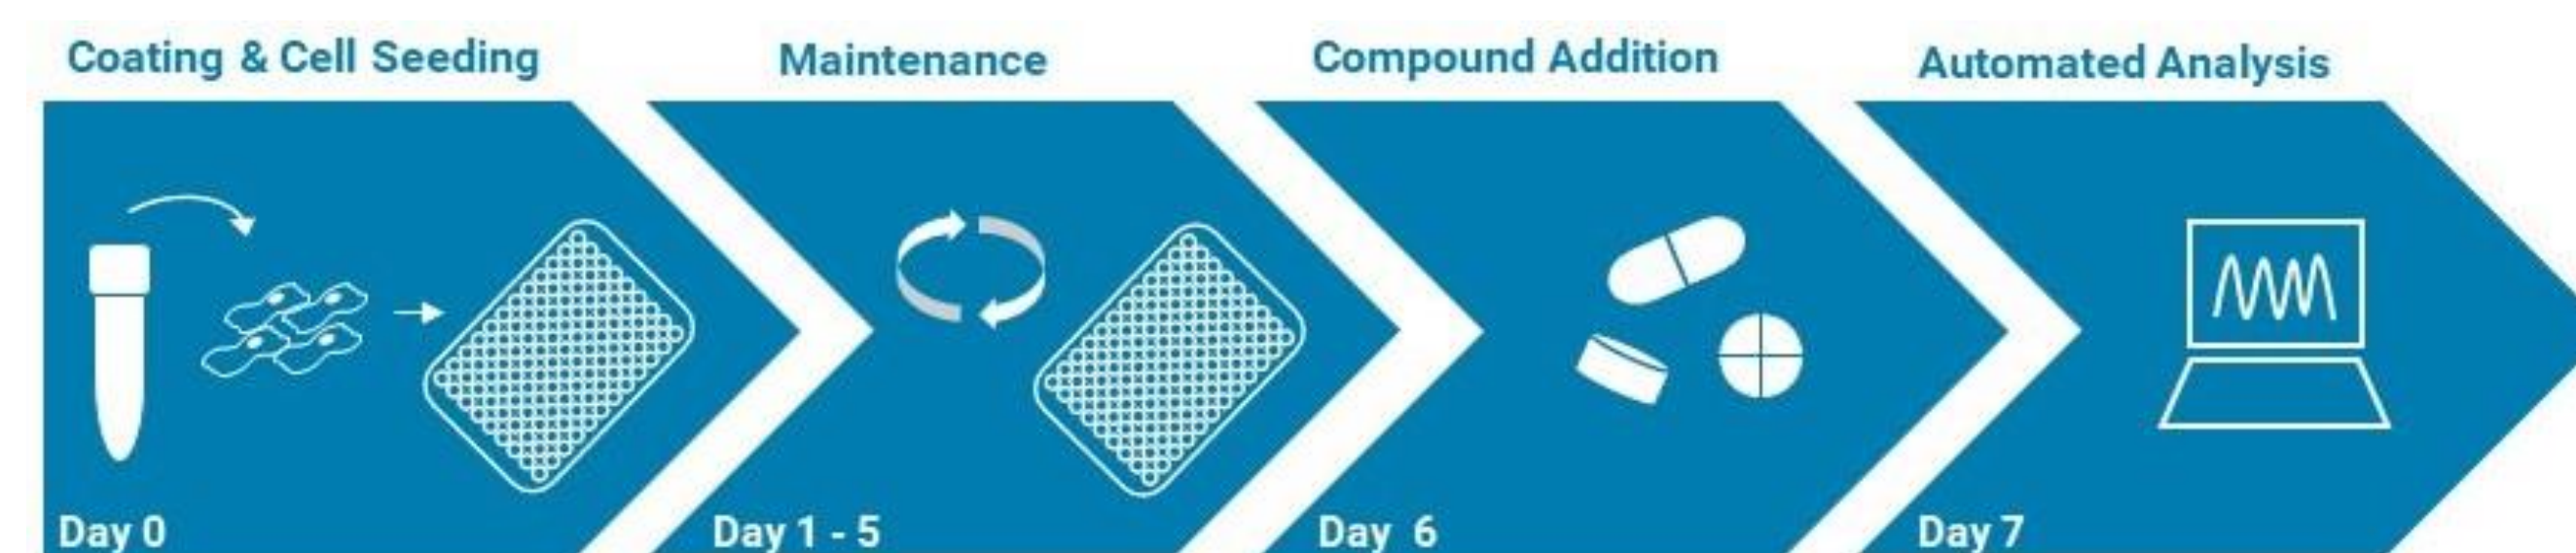 Coating & Cell Seeding
Maintenance
Compound Addition
Automated Analysis
Day 0
Day 1 - 5
Day 6
Day 7